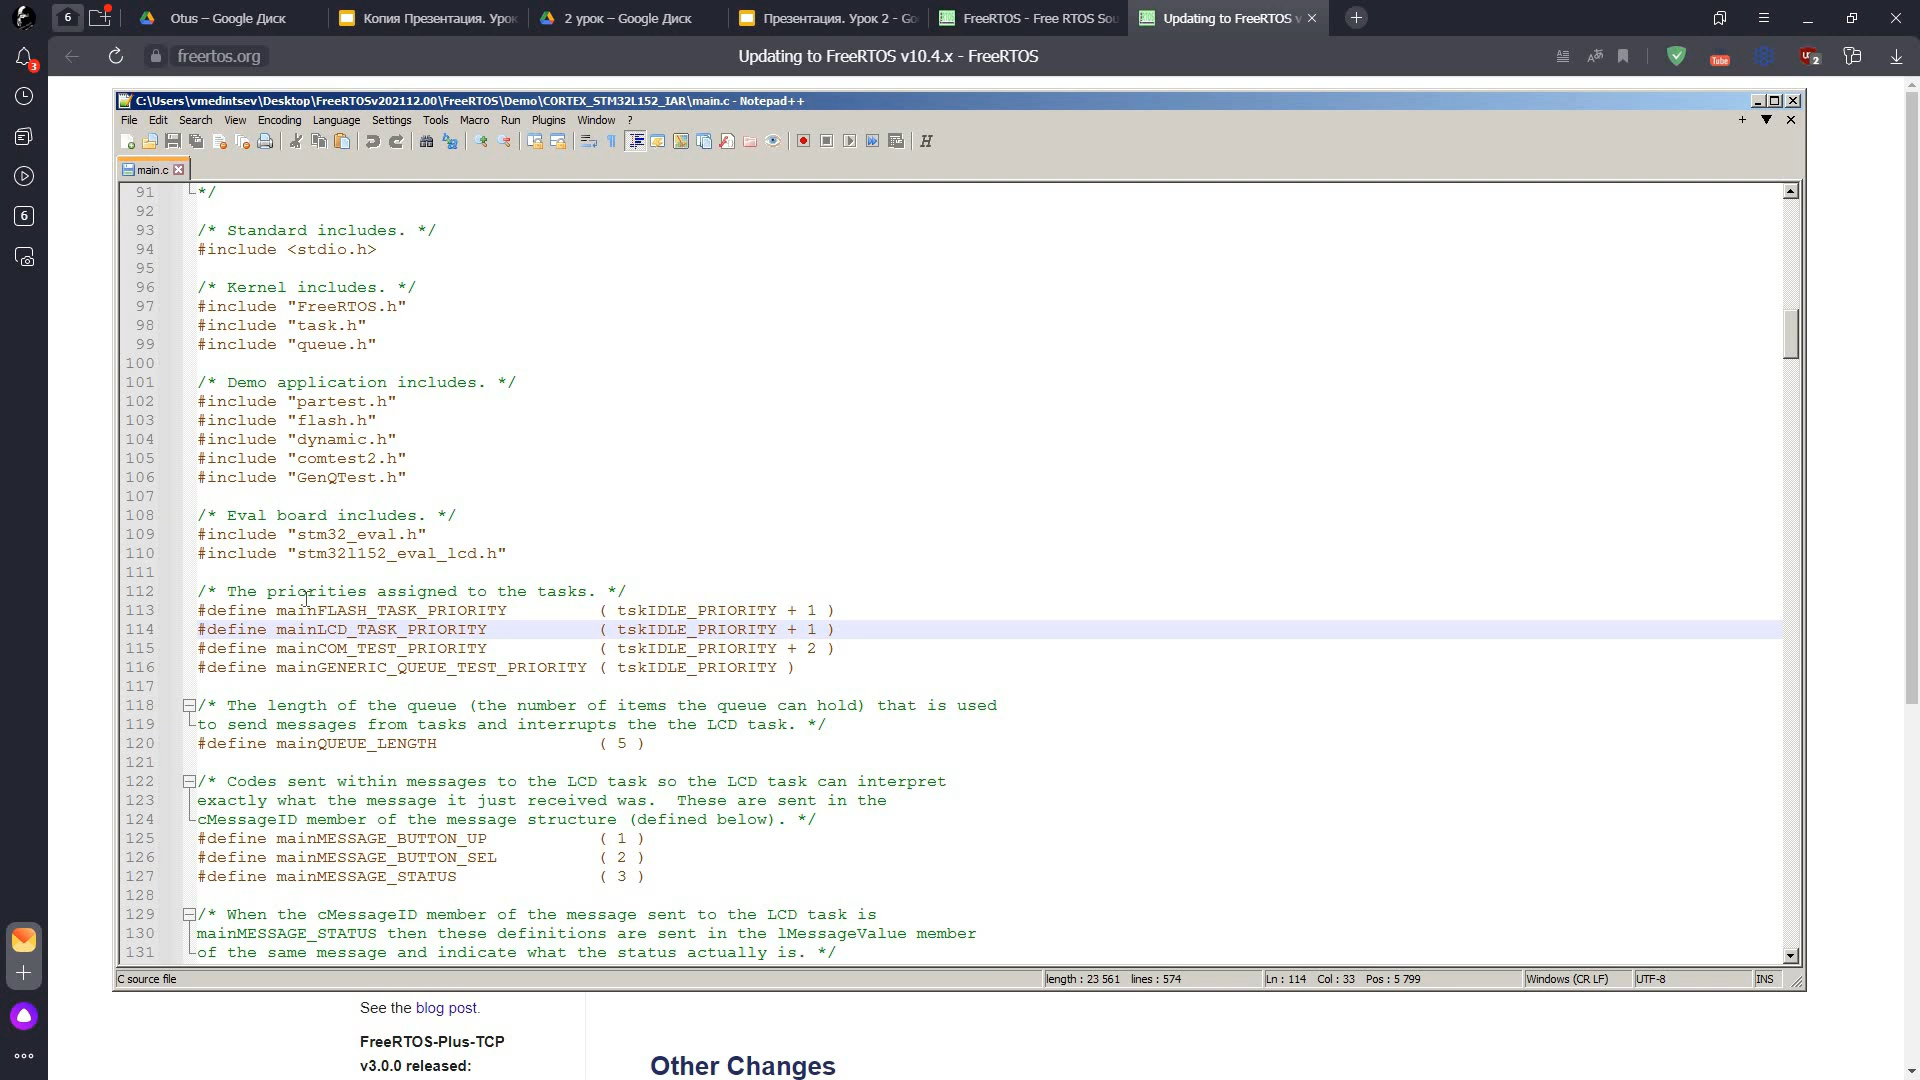 6
Otus – Google Диск
Копия Презентация. Урок
2 урок – Google Диск
Презентация. Урок 2 - Go
FreeRTOS - Free RTOS Sou
Updating to FreeRTOS v
3
freertos.org
Updating to FreeRTOS v10.4.x - FreeRTOS
Tube
2
6
C:\Users\vmedintsev\Desktop\FreeRTOSv202112.00\FreeRTOS\Demo\CORTEX_STM32L152_IAR\main.c - Notepad++
File Edit Search View Encoding Language Settings Tools Macro Run Plugins Window ?
main.c
91 */
92
93 /* Standard includes. */
94 #include <stdio.h>
95
96 /* Kernel includes. */
97 #include "FreeRTOS.h"
98 #include "task.h"
99 #include "queue.h"
100
101 /* Demo application includes. */
102 #include "partest.h"
103 #include "flash.h"
104 #include "dynamic.h"
105 #include "comtest2.h"
106 #include "GenQTest.h"
107
108 /* Eval board includes. */
109 #include "stm32_eval.h"
110 #include "stm32l152_eval_lcd.h"
111
112 /* The priorities assigned to the tasks. */
113 #define mainFLASH_TASK_PRIORITY ( tskIDLE_PRIORITY + 1 )
114 #define mainLCD_TASK_PRIORITY ( tskIDLE_PRIORITY + 1 )
115 #define mainCOM_TEST_PRIORITY ( tskIDLE_PRIORITY + 2 )
116 #define mainGENERIC_QUEUE_TEST_PRIORITY ( tskIDLE_PRIORITY )
117
118 /* The length of the queue (the number of items the queue can hold) that is used
119 to send messages from tasks and interrupts the the LCD task. */
120 #define mainQUEUE_LENGTH ( 5 )
121
122 /* Codes sent within messages to the LCD task so the LCD task can interpret
123 exactly what the message it just received was. These are sent in the
124 cMessageID member of the message structure (defined below). */
125 #define mainMESSAGE_BUTTON_UP ( 1 )
126 #define mainMESSAGE_BUTTON_SEL ( 2 )
127 #define mainMESSAGE_STATUS ( 3 )
128
129 /* When the cMessageID member of the message sent to the LCD task is
130 mainMESSAGE_STATUS then these definitions are sent in the lMessageValue member
131 of the same message and indicate what the status actually is. */
C source file length : 23 561 lines : 574 Ln : 114 Col : 33 Pos : 5 799 Windows (CR LF) UTF-8 INS
See the blog post.
FreeRTOS-Plus-TCP
v3.0.0 released:
Other Changes